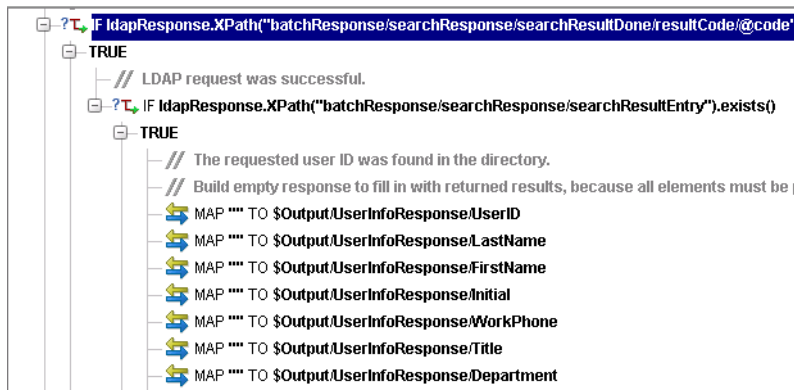 IF ldapResponse.XPath("batchResponse/searchResponse/searchResultDone/resultCode/@code"
TRUE
// LDAP request was successful.
IF ldapResponse.XPath("batchResponse/searchResponse/searchResultEntry").exists()
TRUE
// The requested user ID was found in the directory.
// Build empty response to fill in with returned results, because all elements must be
MAP "" TO $Output/UserInfoResponse/UserID
MAP "" TO $Output/UserInfoResponse/LastName
MAP "" TO $Output/UserInfoResponse/FirstName
MAP "" TO $Output/UserInfoResponse/Initial
MAP "" TO $Output/UserInfoResponse/WorkPhone
MAP "" TO $Output/UserInfoResponse/Title
MAP "" TO $Output/UserInfoResponse/Department